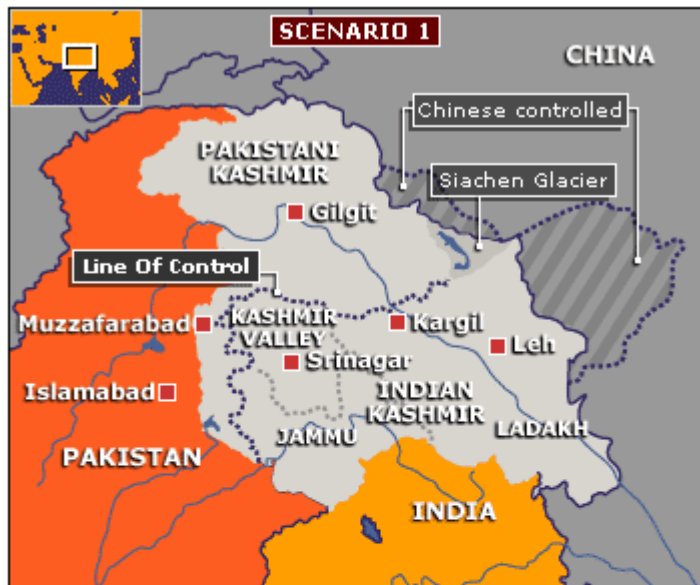 SCENARIO 1
CHINA
Chinese controlled
PAKISTANI
KASHMIR
Siachen Glacier
Gilgit
Line Of Control
Muzzafarabad
KASHMIR
VALLEY
Kargil
Leh
Srinagar
Islamabad
INDIAN
KASHMIR
LADAKH
JAMMU
PAKISTAN
INDIA